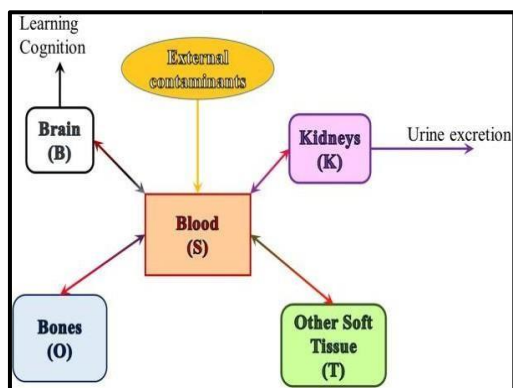 Learning
Cognition
External
contaminants
Brain
(B)
Kidneys
(K)
Urine excretion
Blood
(S)
Bones
(O)
Other Soft
Tissue
(T)